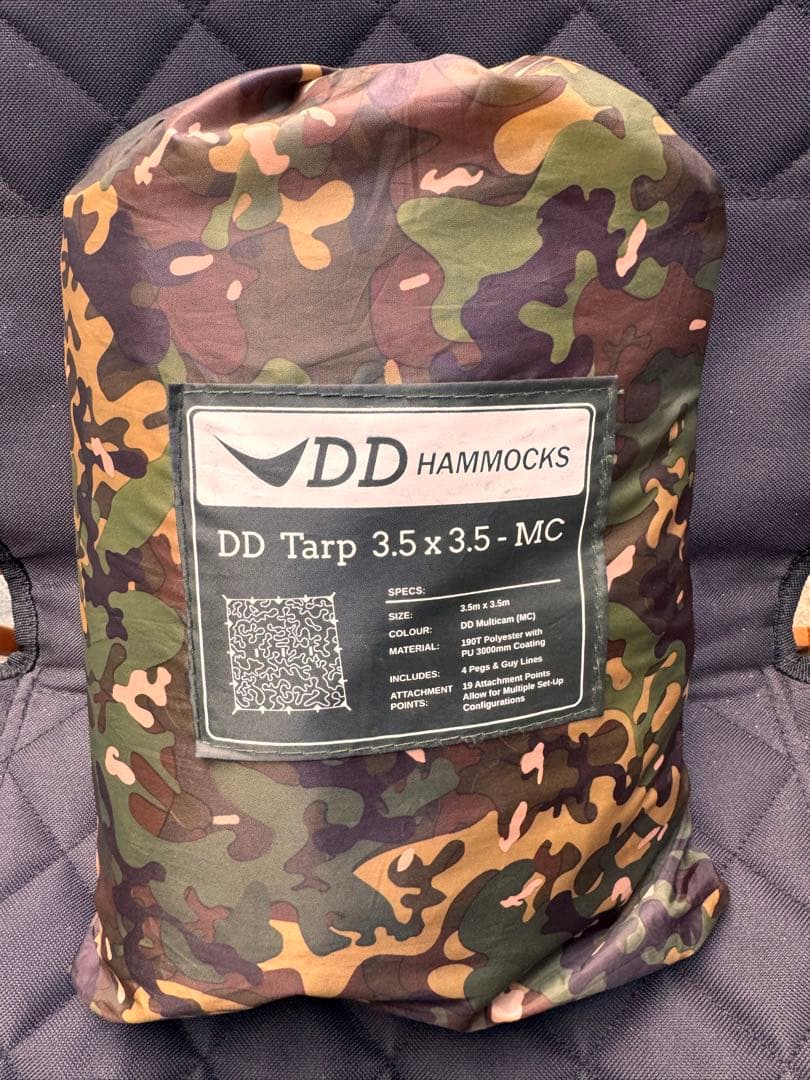 DD HAMMOCKS
DD Tarp 3.5 x 3.5 - MC
SPECS:
SIZE: 3.5m x 3.5m
COLOUR: DD Multicam (MC)
MATERIAL: 190T Polyester with
PU 3000mm Coating
INCLUDES: 4 Pegs & Guy Lines
ATTACHMENT POINTS: 19 Attachment Points
Allow for Multiple Set-Up
Configurations